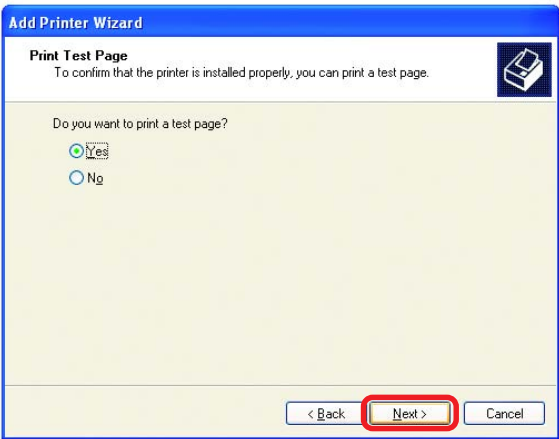 Add Printer Wizard
Print Test Page
To confirm that the printer is installed properly, you can print a test page.
Do you want to print a test page?
Yes
No
< Back
Next >
Cancel